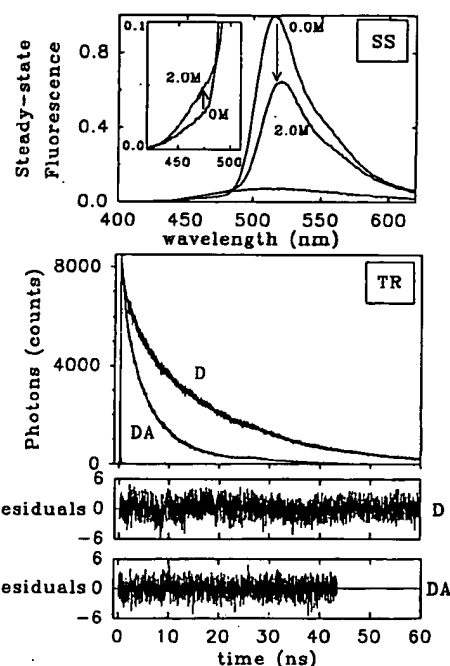 Steady-state
Fluorescence
0.8
0.4
0.0
0.1
0.0
2.0M
0M
450 500
0.0M
2.0M
SS
400 450 500 550 600
wavelength (nm)
Photons (counts)
8000
4000
0
TR
D
DA
esiduals
6
0
-6
D
esiduals
6
0
-6
DA
0 10 20 30 40 50 60
time (ns)